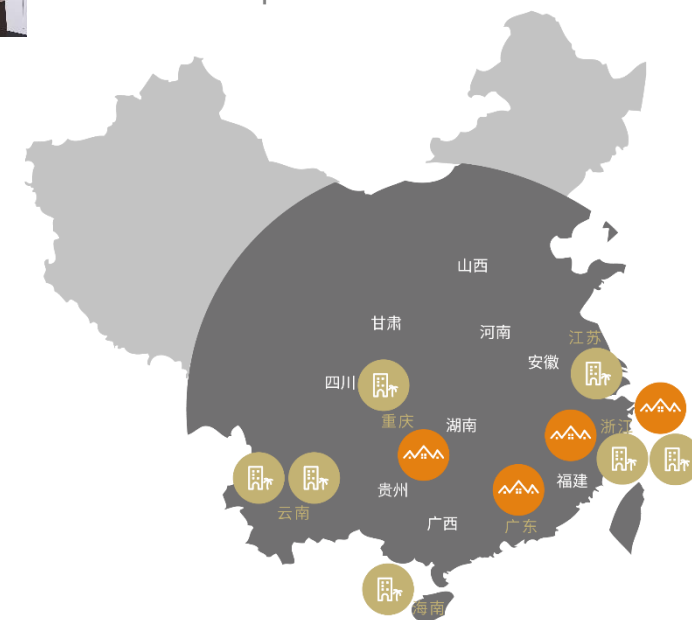 山西
甘肃
河南
江苏
安徽
四川
重庆
湖南
浙江
贵州
福建
云南
广西
广东
海南